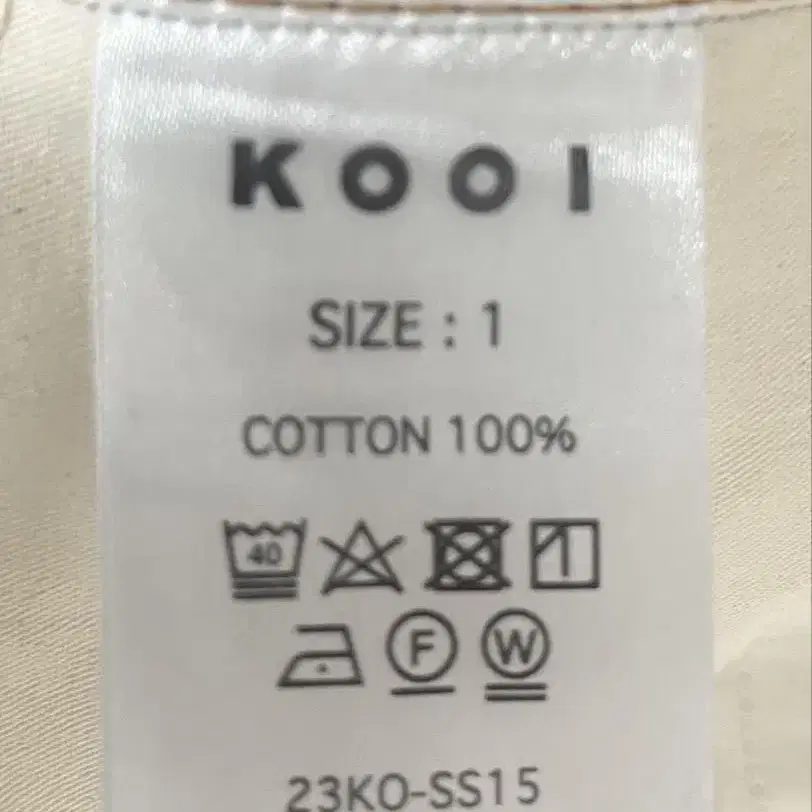 KOOI
SIZE : 1
COTTON 100%
40
F W
23KO-SS15